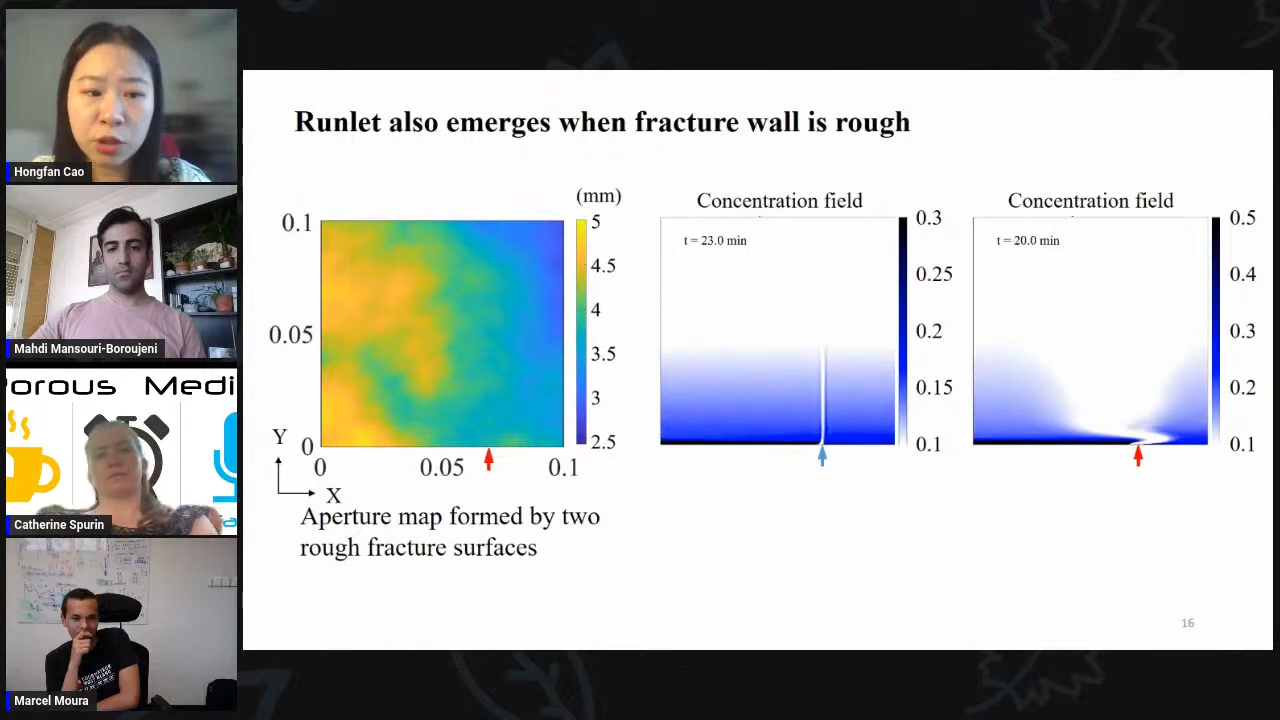 Hongfan Cao
Mahdi Mansouri-Boroujeni
Porous Medi
Catherine Spurin
Marcel Moura
Runlet also emerges when fracture wall is rough
(mm)
0.1
0.05
0
0
0.05
0.1
Y
X
5
4.5
4
3.5
3
2.5
Aperture map formed by two
rough fracture surfaces
Concentration field
t = 23.0 min
0.3
0.25
0.2
0.15
0.1
Concentration field
t = 20.0 min
0.5
0.4
0.3
0.2
0.1
16